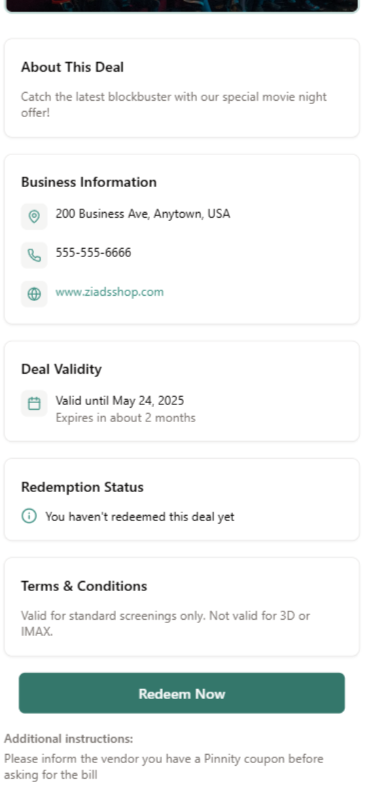 About This Deal
Catch the latest blockbuster with our special movie night
offer!
Business Information
200 Business Ave, Anytown, USA
555-555-6666
www.ziadsshop.com
Deal Validity
Valid until May 24, 2025
Expires in about 2 months
Redemption Status
You haven't redeemed this deal yet
Terms & Conditions
Valid for standard screenings only. Not valid for 3D or
IMAX.
Redeem Now
Additional instructions:
Please inform the vendor you have a Pinnity coupon before
asking for the bill